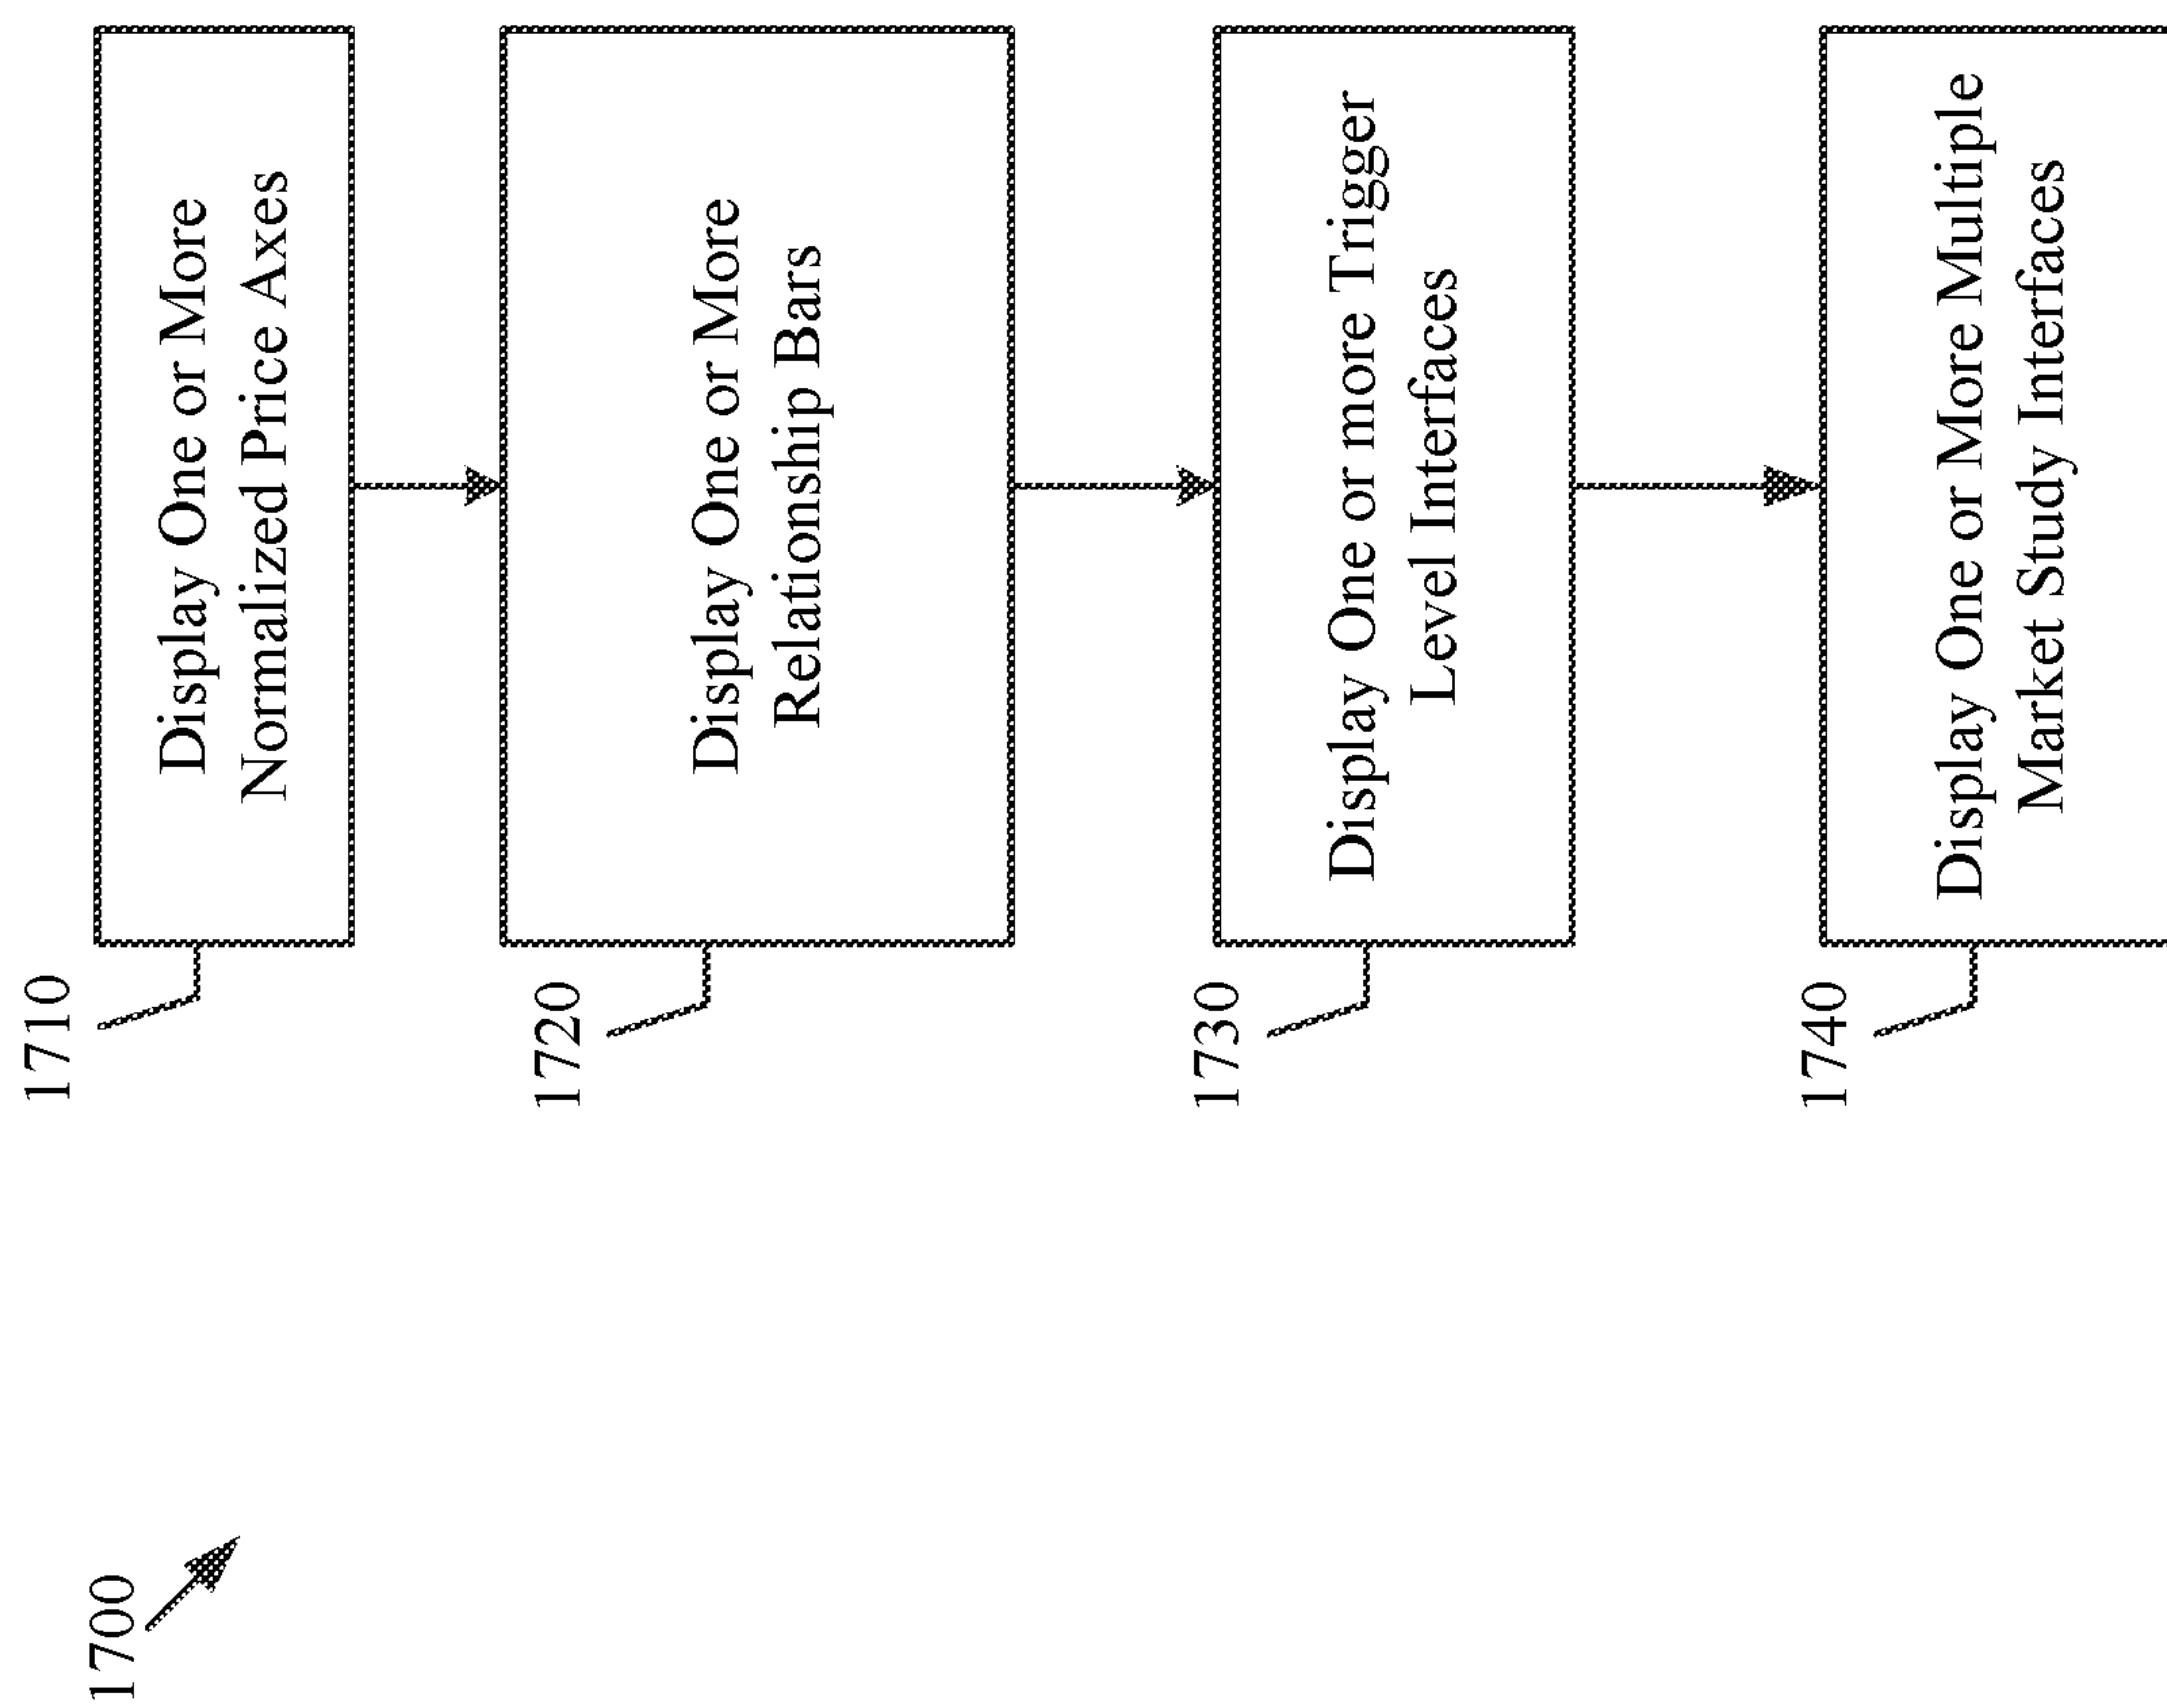 1700
1710
Display One or More
Normalized Price Axes
1720
Display One or More
Relationship Bars
1730
Display One or more Trigger
Level Interfaces
1740
Display One or More Multiple
Market Study Interfaces